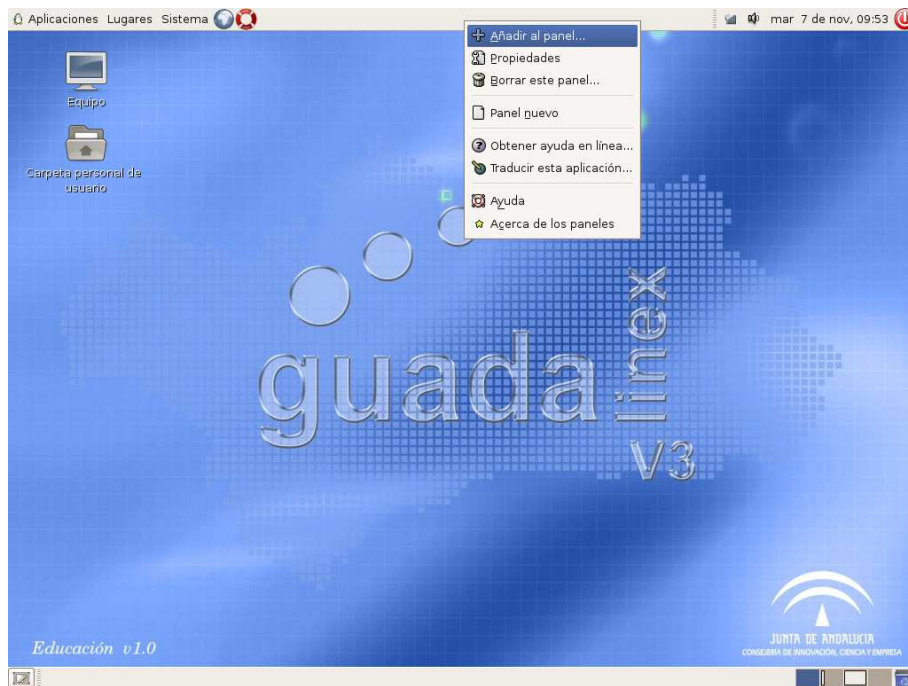 Aplicaciones Lugares Sistema mar 7 de nov, 09:53
Añadir al panel...
Propiedades
Borrar este panel...
Panel nuevo
Obtener ayuda en línea...
Traducir esta aplicación...
Ayuda
Acerca de los paneles
Equipo
Carpeta personal de
usuario
guada
linex
V3
Educación v1.0
JUNTA DE ANDALUCIA
CONSEJERÍA DE INNOVACIÓN, CIENCIA Y EMPRESA